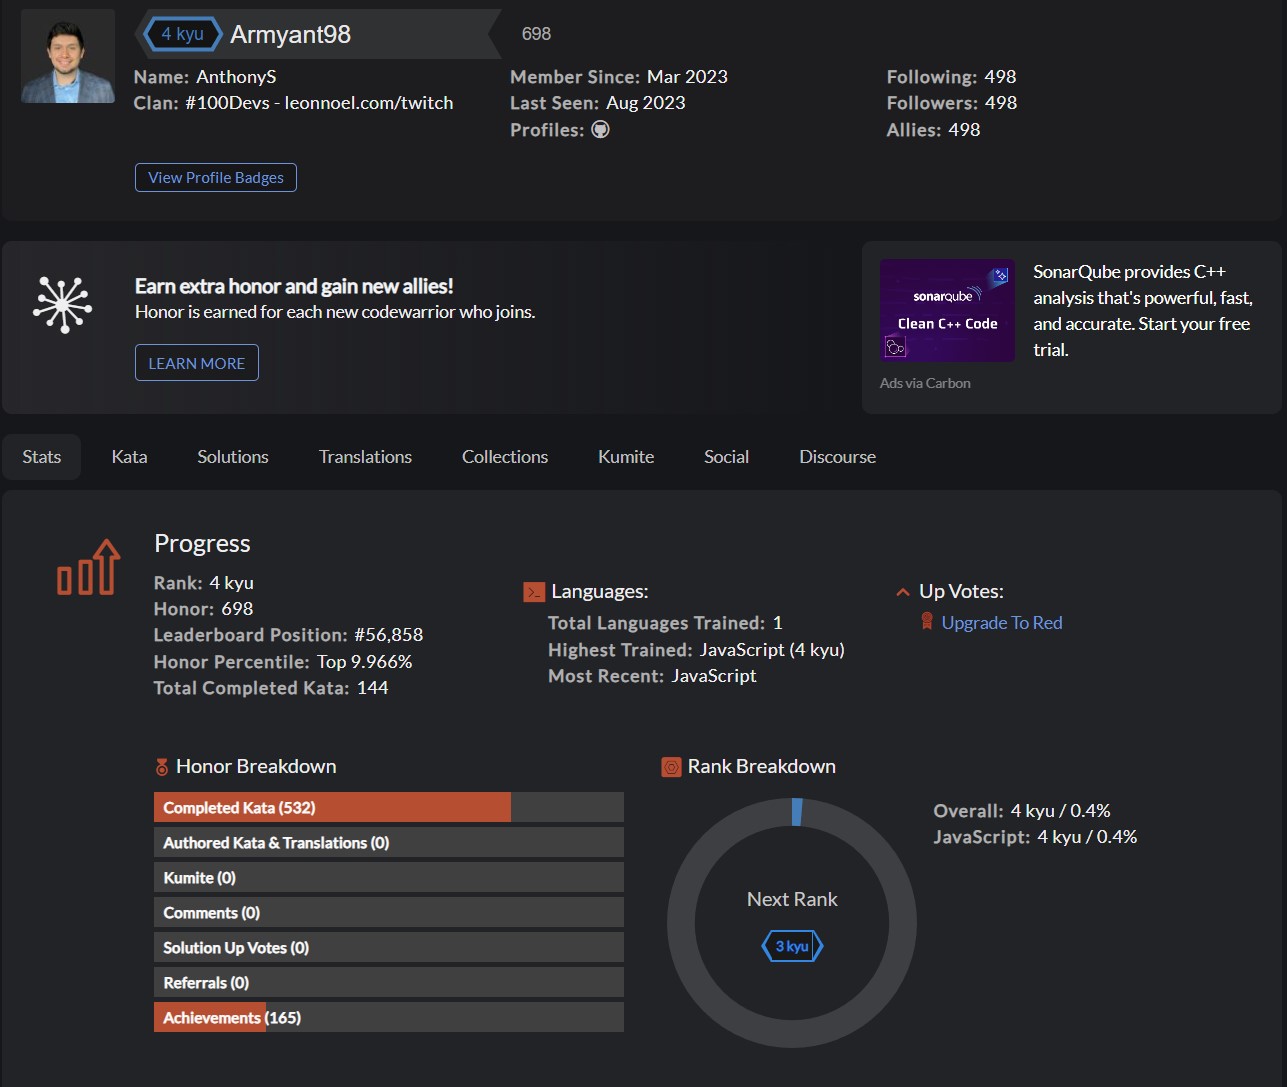 4 kyu Armyant98 698
Name: AnthonyS
Clan: #100Devs - leonnoel.com/twitch
Member Since: Mar 2023
Last Seen: Aug 2023
Profiles:
Following: 498
Followers: 498
Allies: 498
View Profile Badges
Earn extra honor and gain new allies!
Honor is earned for each new codewarrior who joins.
LEARN MORE
sonarqube
Clean C++ Code
SonarQube provides C++
analysis that's powerful, fast,
and accurate. Start your free
trial.
Ads via Carbon
Stats Kata Solutions Translations Collections Kumite Social Discourse
Progress
Rank: 4 kyu
Honor: 698
Leaderboard Position: #56,858
Honor Percentile: Top 9.966%
Total Completed Kata: 144
Languages:
Total Languages Trained: 1
Highest Trained: JavaScript (4 kyu)
Most Recent: JavaScript
Up Votes:
Upgrade To Red
Honor Breakdown
Completed Kata (532)
Authored Kata & Translations (0)
Kumite (0)
Comments (0)
Solution Up Votes (0)
Referrals (0)
Achievements (165)
Rank Breakdown
Next Rank
3 kyu
Overall: 4 kyu / 0.4%
JavaScript: 4 kyu / 0.4%